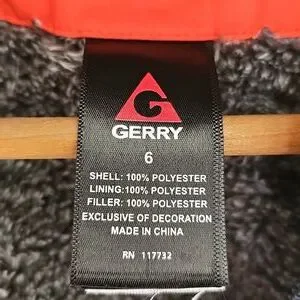 GERRY
6
SHELL: 100% POLYESTER
LINING:100% POLYESTER
FILLER: 100% POLYESTER
EXCLUSIVE OF DECORATION
MADE IN CHINA
RN 117732